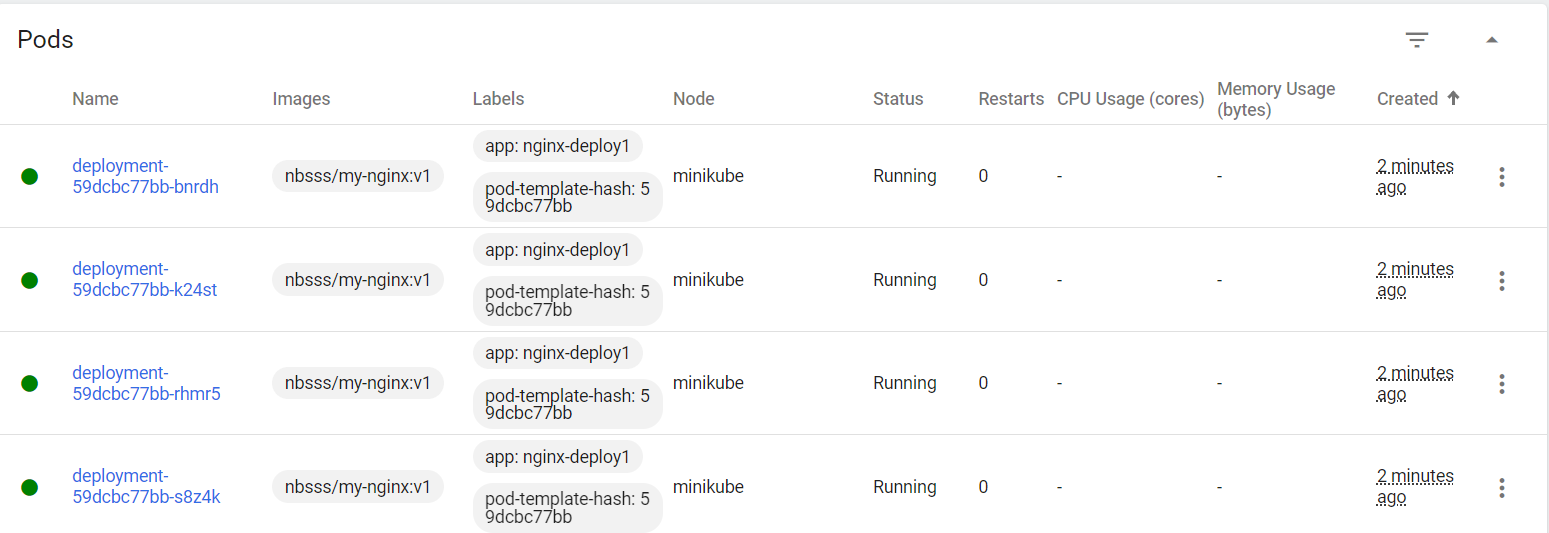 Pods
Name Images Labels Node Status Restarts CPU Usage (cores) Memory Usage (bytes) Created
deployment-59dcbc77bb-bnrdh nbsss/my-nginx:v1 app: nginx-deploy1 pod-template-hash: 59dcbc77bb minikube Running 0 - - 2 minutes ago
deployment-59dcbc77bb-k24st nbsss/my-nginx:v1 app: nginx-deploy1 pod-template-hash: 59dcbc77bb minikube Running 0 - - 2 minutes ago
deployment-59dcbc77bb-rhmr5 nbsss/my-nginx:v1 app: nginx-deploy1 pod-template-hash: 59dcbc77bb minikube Running 0 - - 2 minutes ago
deployment-59dcbc77bb-s8z4k nbsss/my-nginx:v1 app: nginx-deploy1 pod-template-hash: 59dcbc77bb minikube Running 0 - - 2 minutes ago